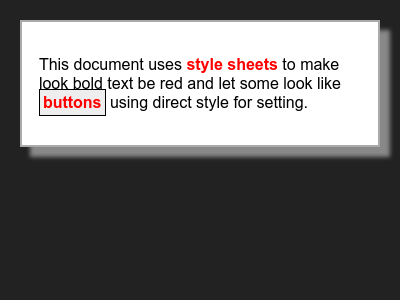 This document uses style sheets to make
look bold text be red and let some look like
buttons using direct style for setting.